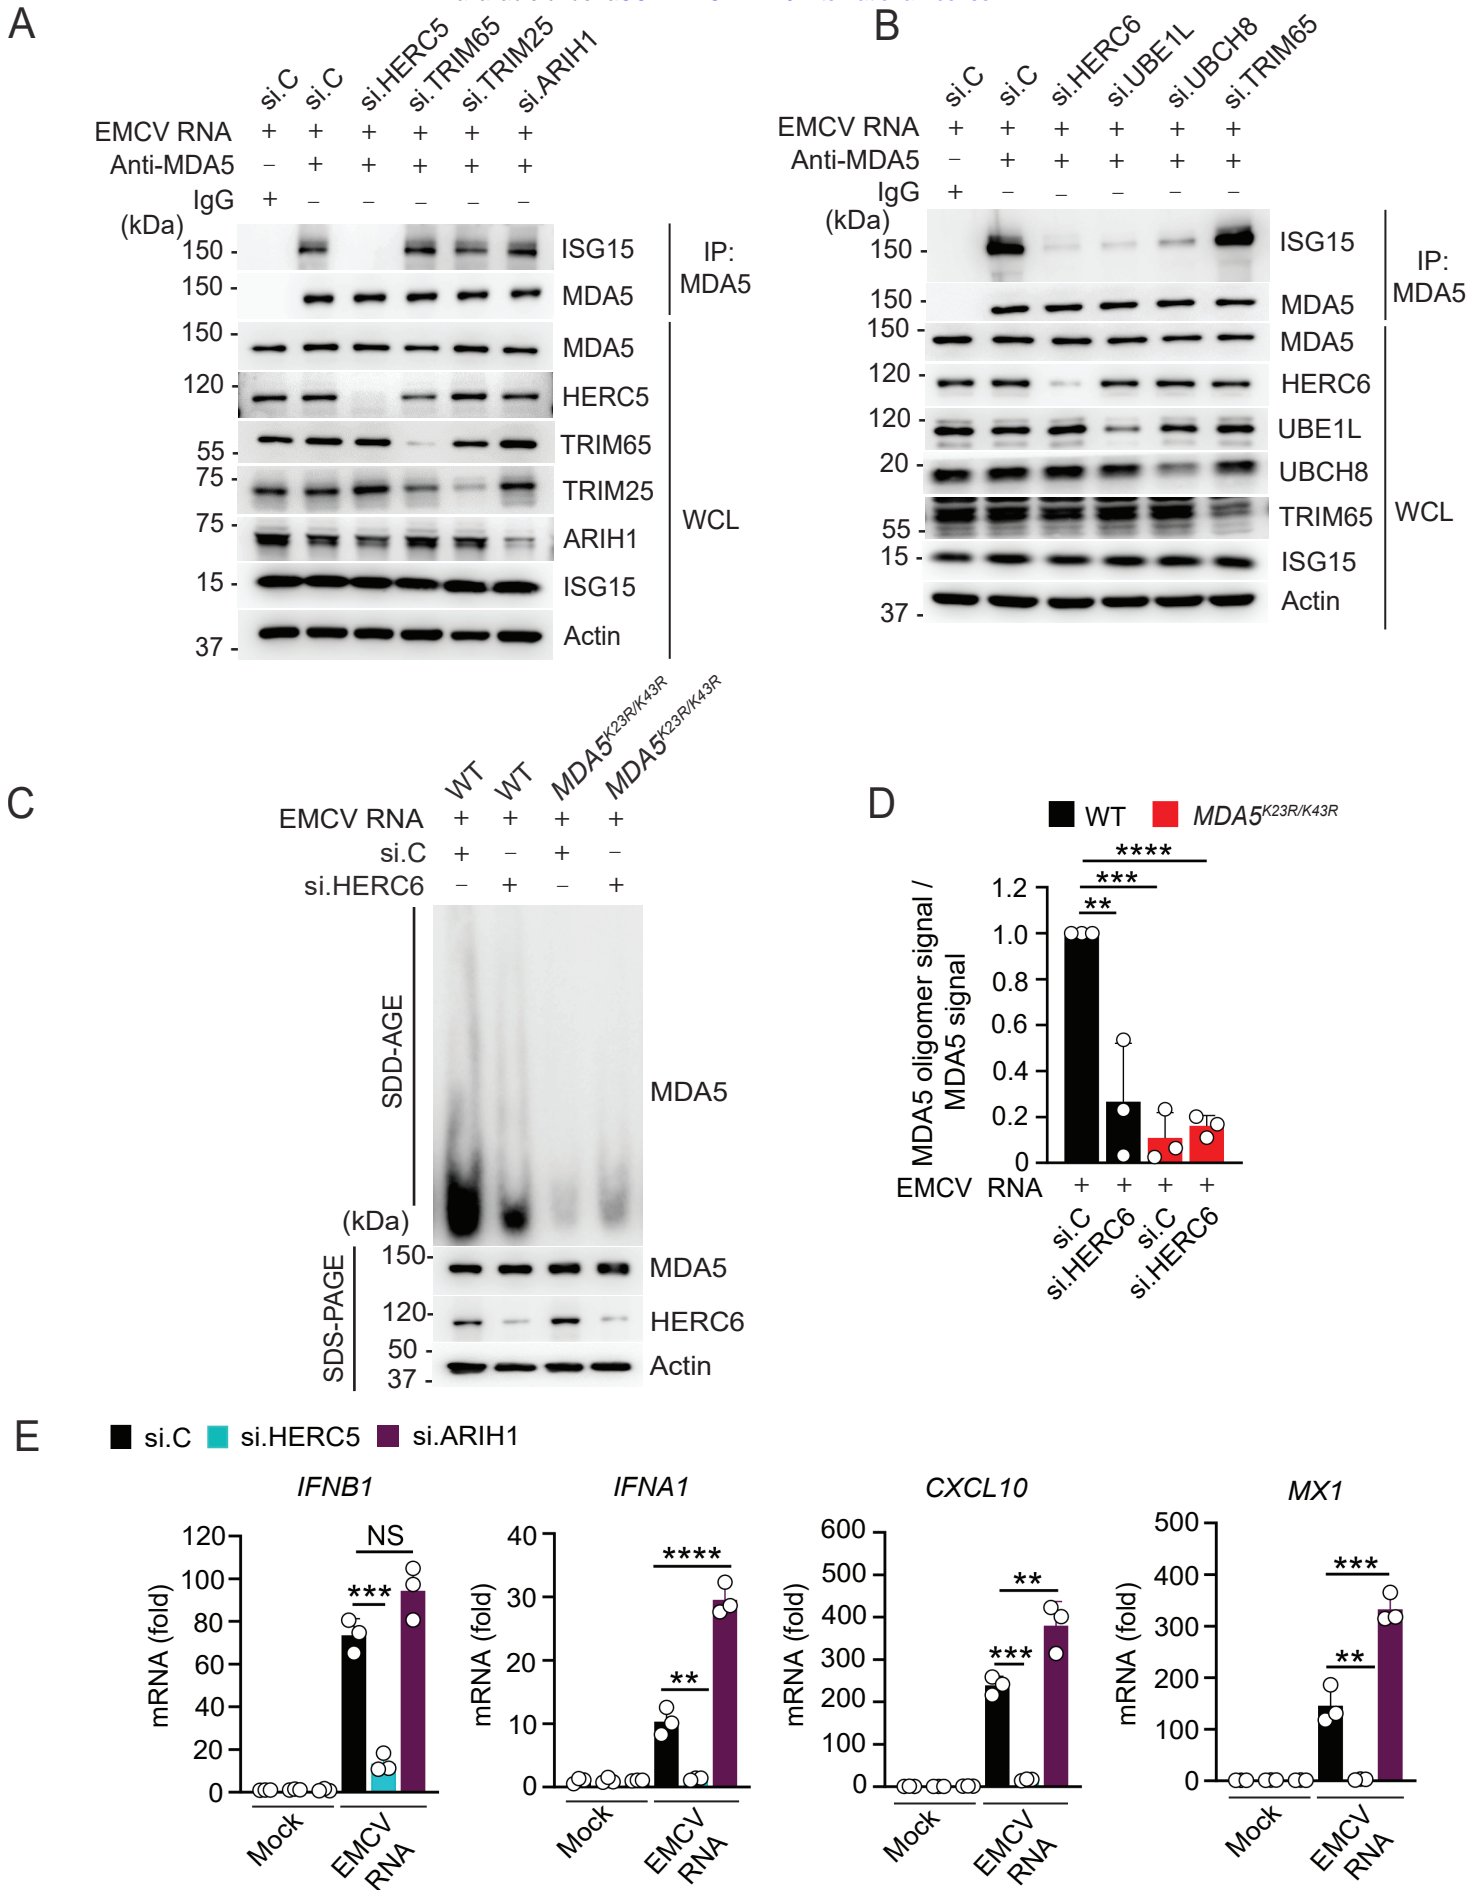 A
si.C
si.C
si.HERC5
si.TRIM65
si.TRIM25
si.ARIH1
EMCV RNA + + + + + +
Anti-MDA5 – + + + + +
IgG + – – – – –
(kDa)
150 - ISG15
150 - MDA5
IP:
MDA5
150 - MDA5
120 - HERC5
55 - TRIM65
75 - TRIM25
75 - ARIH1
15 - ISG15
37 - Actin
WCL
B
si.C
si.C
si.HERC6
si.UBE1L
si.UBCH8
si.TRIM65
EMCV RNA + + + + + +
Anti-MDA5 – + + + + +
IgG + – – – – –
(kDa)
150 - ISG15
150 - MDA5
IP:
MDA5
150 - MDA5
120 - HERC6
120 - UBE1L
20 - UBCH8
55 - TRIM65
15 - ISG15
37 - Actin
WCL
C
WT
WT
MDA5K23R/K43R
MDA5K23R/K43R
EMCV RNA + + + +
si.C + – + –
si.HERC6 – + – +
SDD-AGE
MDA5
(kDa)
SDS-PAGE
150- MDA5
120- HERC6
50 -
37 - Actin
D
WT MDA5K23R/K43R
****
***
**
MDA5 oligomer signal /
MDA5 signal
1.2
1.0
0.8
0.6
0.4
0.2
0
EMCV RNA + + + +
si.C
si.HERC6
si.C
si.HERC6
E
si.C si.HERC5 si.ARIH1
IFNB1
mRNA (fold)
120
100
80
60
40
20
0
NS
***
Mock
EMCV
RNA
IFNA1
mRNA (fold)
40
30
20
10
0
****
**
Mock
EMCV
RNA
CXCL10
mRNA (fold)
600
500
400
300
200
100
0
**
***
Mock
EMCV
RNA
MX1
mRNA (fold)
500
400
300
200
100
0
***
**
Mock
EMCV
RNA